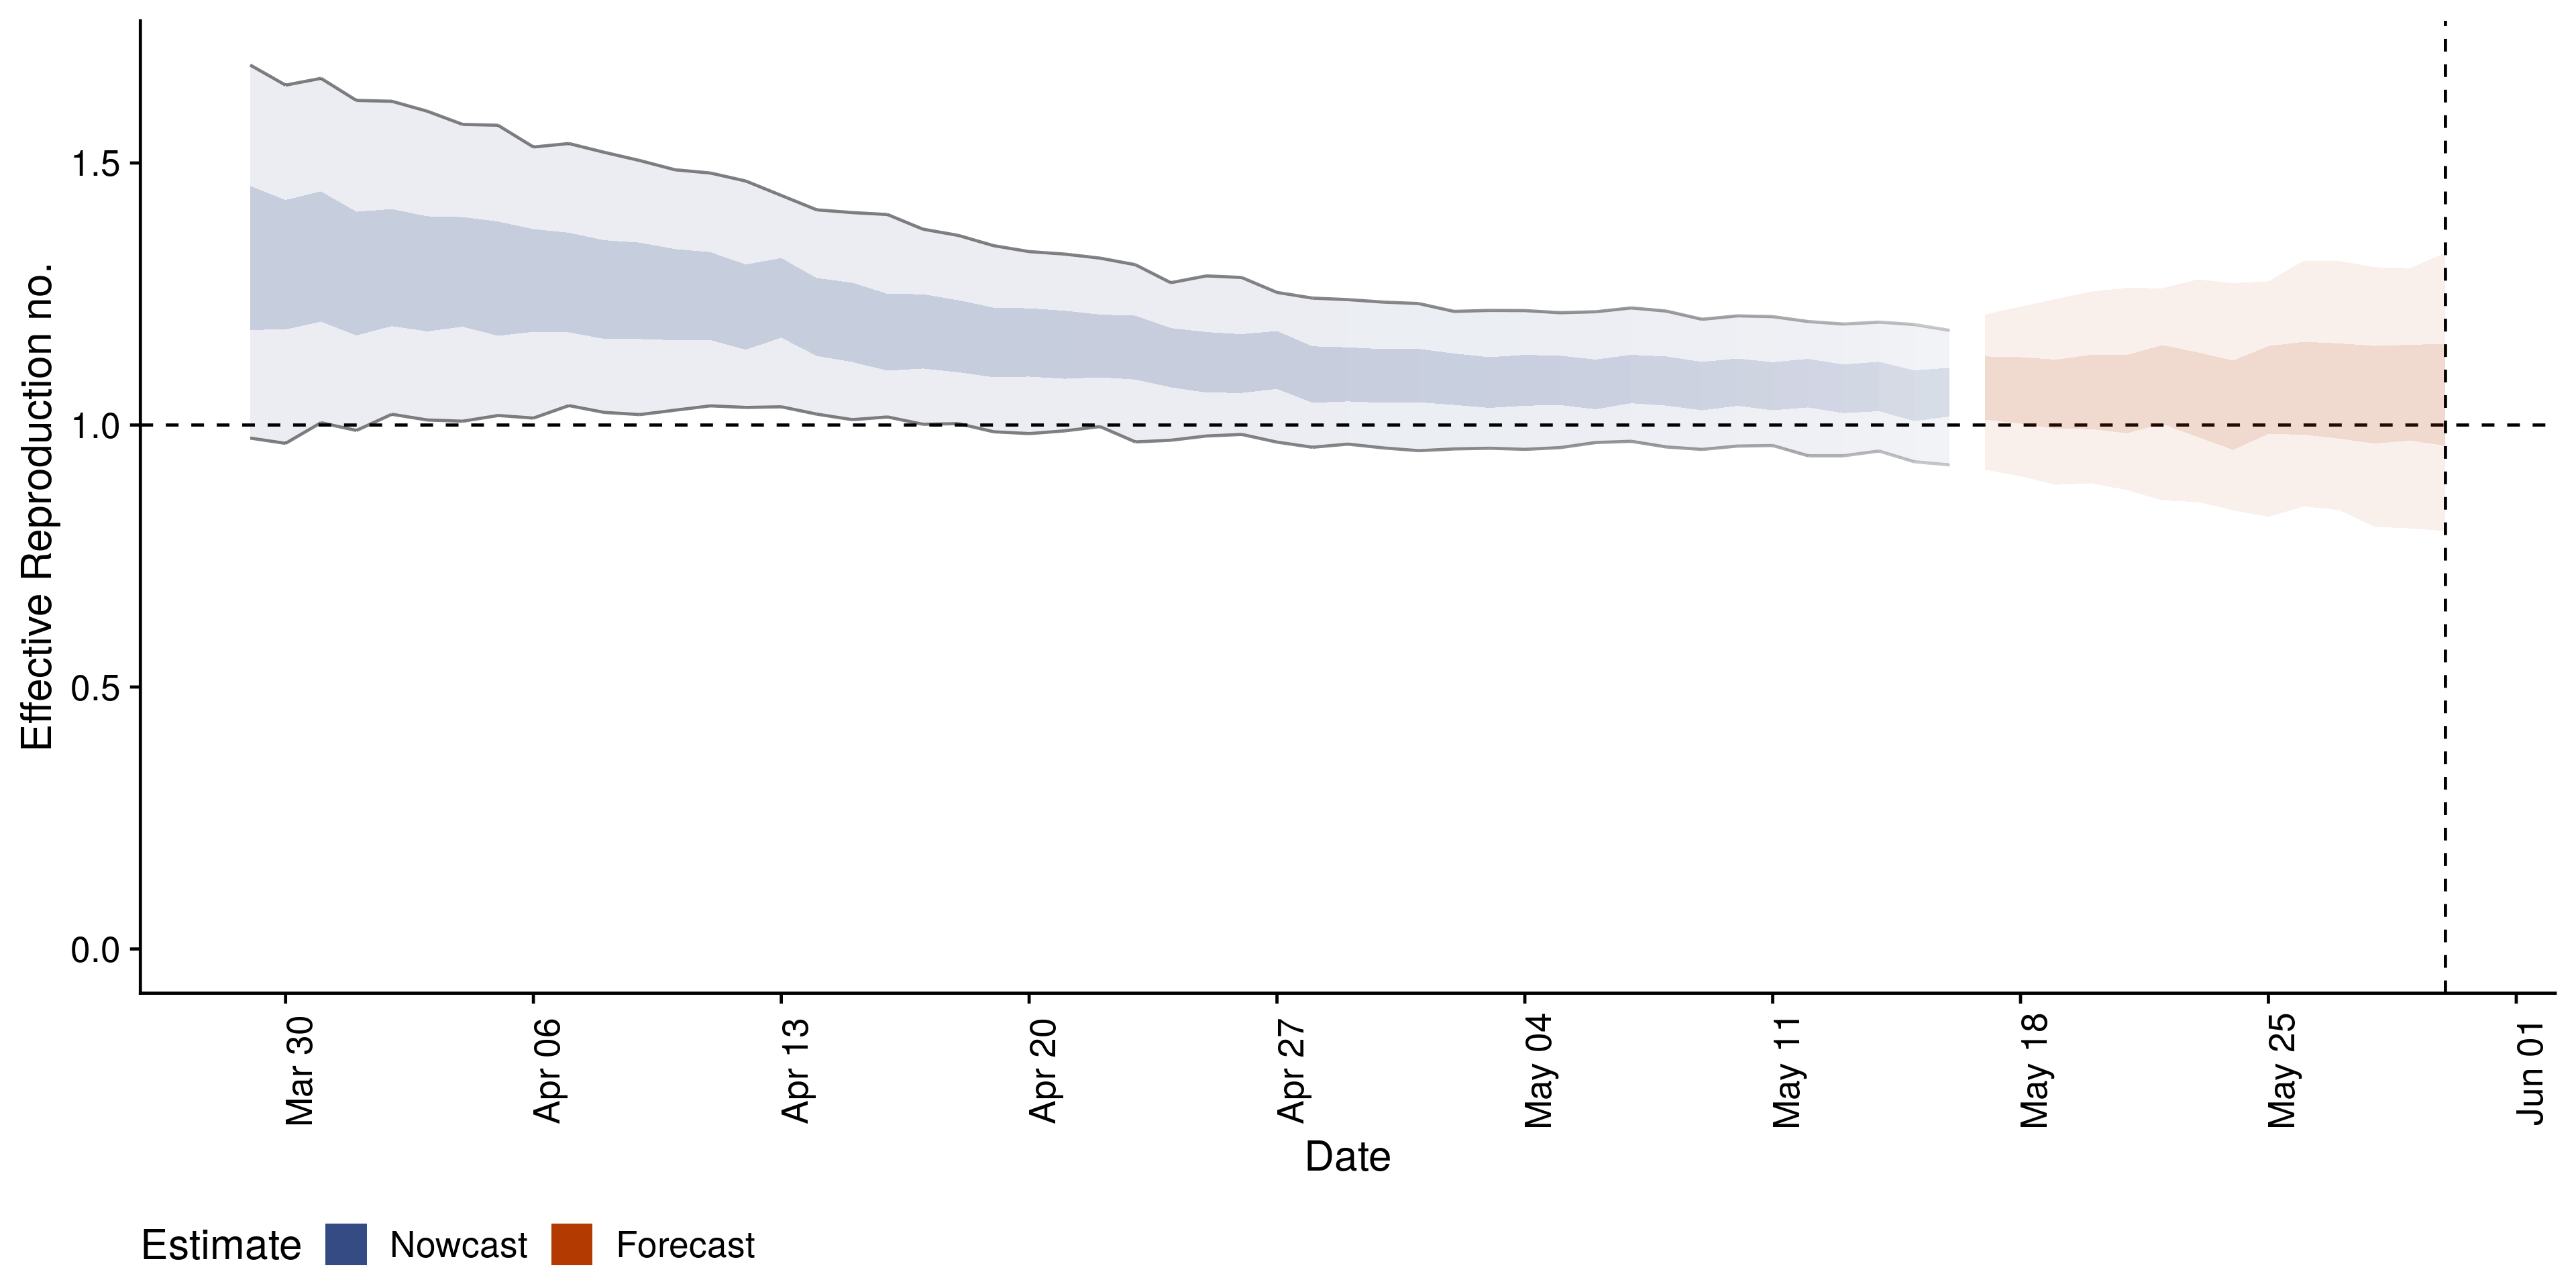 Effective Reproduction no.
1.5
1.0
0.5
0.0
Mar 30
Apr 06
Apr 13
Apr 20
Apr 27
May 04
May 11
May 18
May 25
Jun 01
Date
Estimate Nowcast Forecast